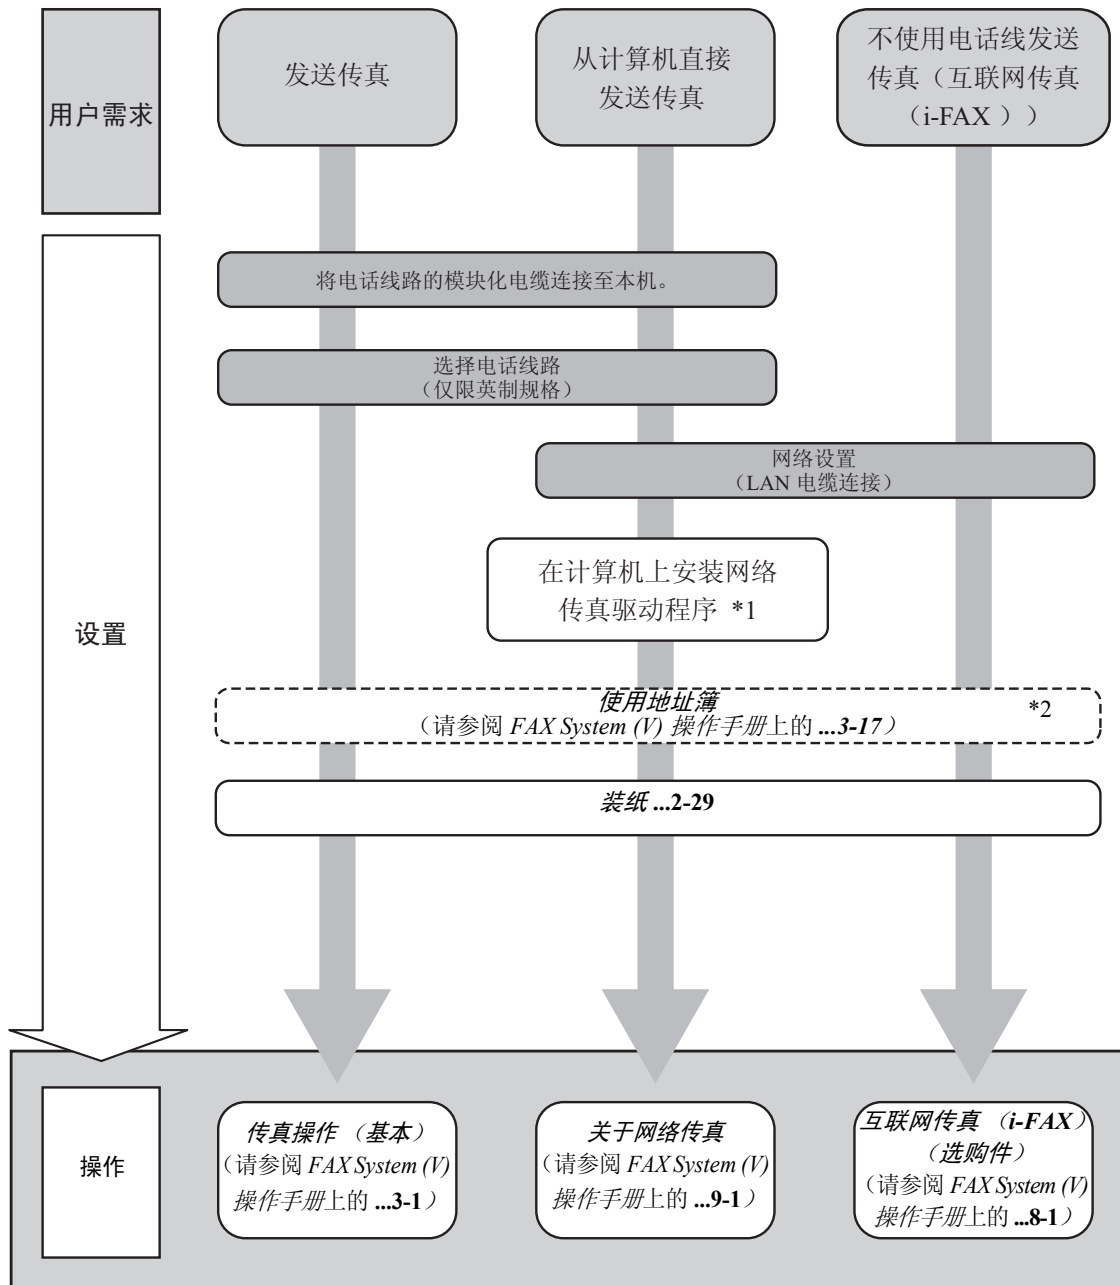 用户需求
发送传真
从计算机直接
发送传真
不使用电话线发送
传真（互联网传真
（i-FAX ））
设置
将电话线路的模块化电缆连接至本机。
选择电话线路
（仅限英制规格）
网络设置
（LAN 电缆连接）
在计算机上安装网络
传真驱动程序 *1
使用地址簿 *2
（请参阅 FAX System (V) 操作手册上的 ...3-17）
装纸 ...2-29
操作
传真操作 （基本）
（请参阅 FAX System (V)
操作手册上的 ...3-1）
关于网络传真
（请参阅 FAX System (V)
操作手册上的 ...9-1）
互联网传真 （i-FAX）
（选购件）
（请参阅 FAX System (V)
操作手册上的 ...8-1）